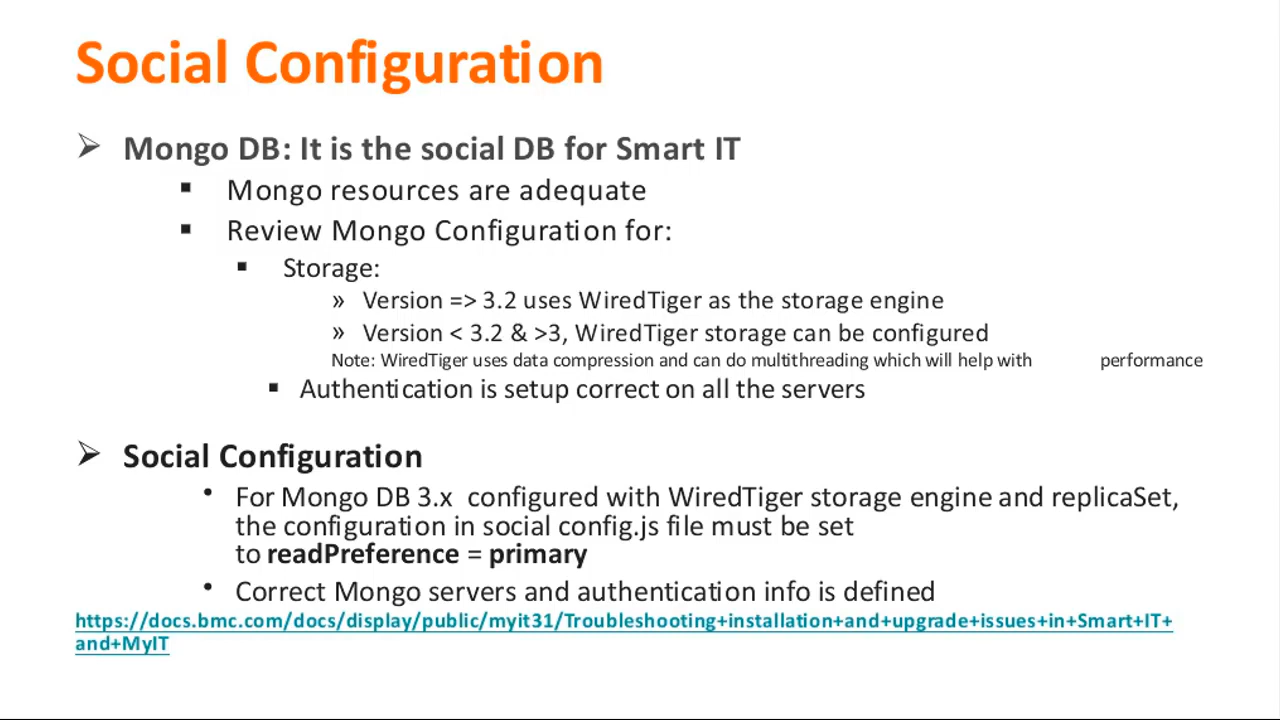 Social Configuration
➢ Mongo DB: It is the social DB for Smart IT
▪ Mongo resources are adequate
▪ Review Mongo Configuration for:
▪ Storage:
» Version => 3.2 uses WiredTiger as the storage engine
» Version < 3.2 & >3, WiredTiger storage can be configured
Note: WiredTiger uses data compression and can do multithreading which will help with performance
▪ Authentication is setup correct on all the servers
➢ Social Configuration
• For Mongo DB 3.x configured with WiredTiger storage engine and replicaSet,
the configuration in social config.js file must be set
to readPreference = primary
• Correct Mongo servers and authentication info is defined
https://docs.bmc.com/docs/display/public/myit31/Troubleshooting+installation+and+upgrade+issues+in+Smart+IT+
and+MyIT